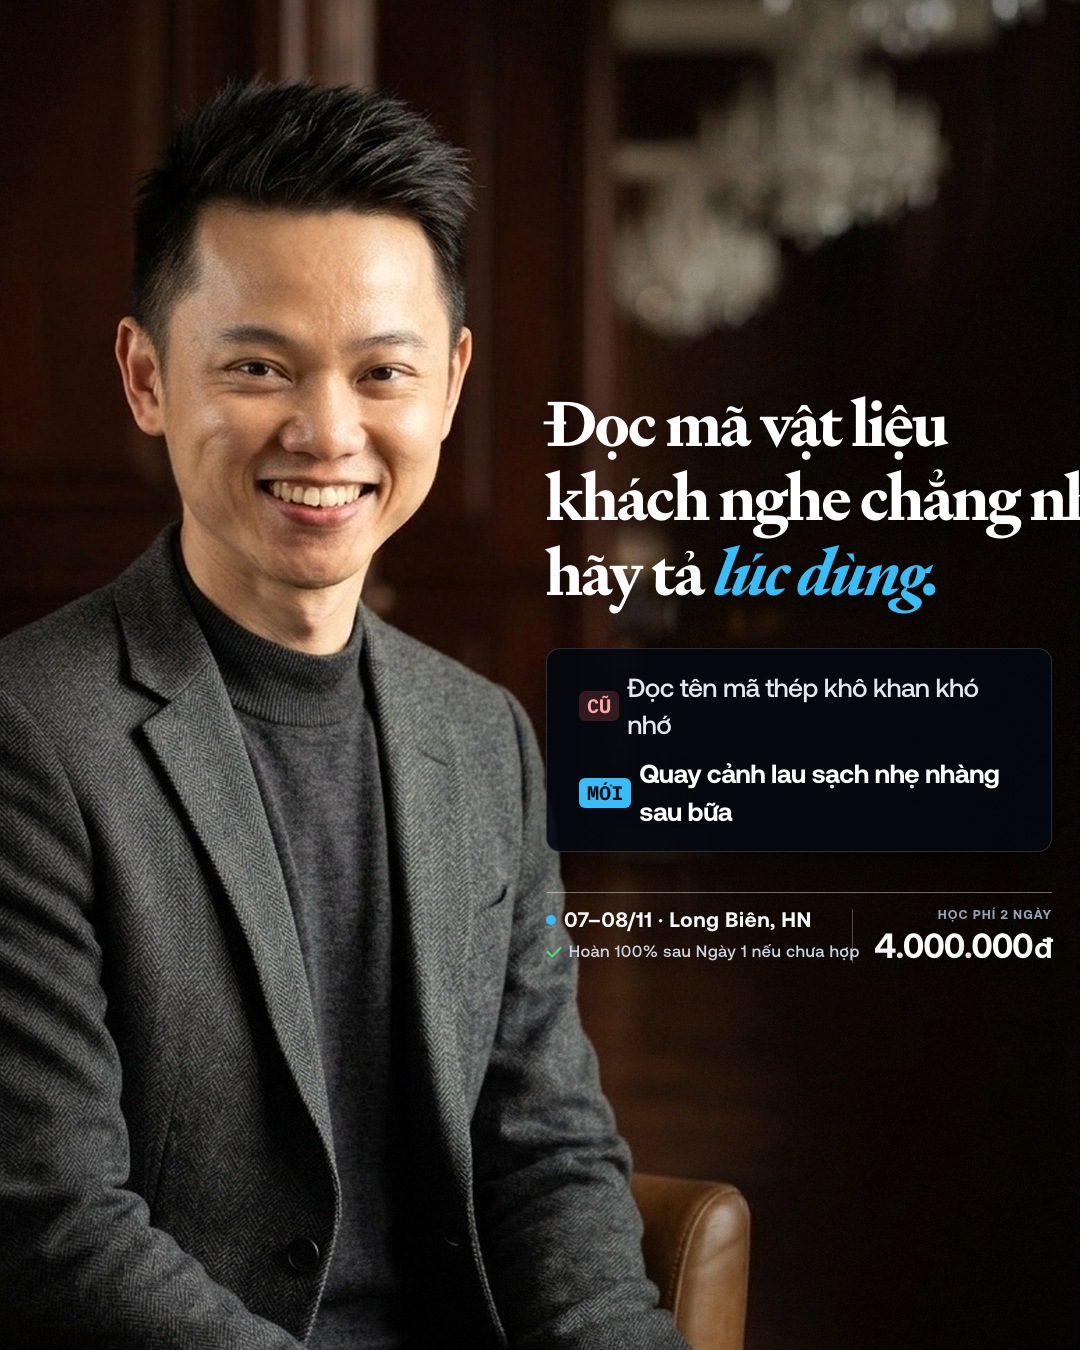 Đọc mã vật liệu
khách nghe chẳng
hãy tả lúc dùng.
CŨ Đọc tên mã thép khô khan khó
nhớ
MỚI Quay cảnh lau sạch nhẹ nhàng
sau bữa
07–08/11 · Long Biên, HN
Hoàn 100% sau Ngày 1 nếu chưa hợp
HỌC PHÍ 2 NGÀY
4.000.000đ